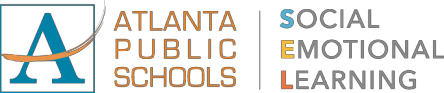 A
ATLANTA
PUBLIC
SCHOOLS
SOCIAL
EMOTIONAL
LEARNING